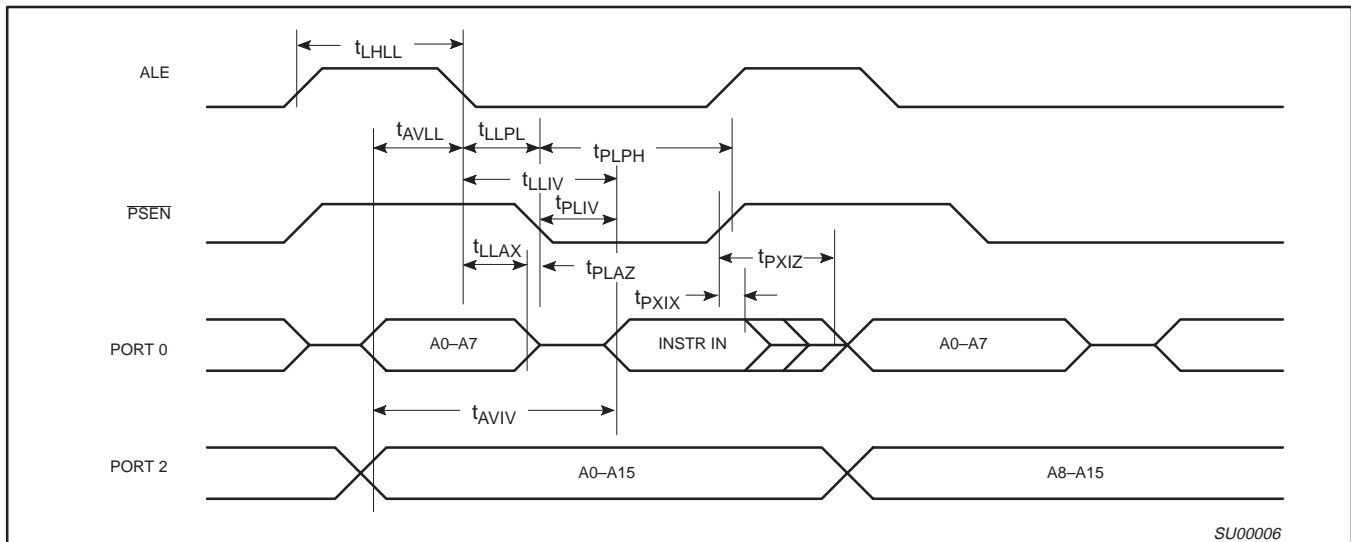 tLHLL
ALE
tAVLL
tLLPL
tPLPH
tLLIV
PSEN
tPLIV
tLLAX
tPLAZ
tPXIZ
tPXIX
PORT 0
A0–A7
INSTR IN
A0–A7
tAVIV
PORT 2
A0–A15
A8–A15
SU00006